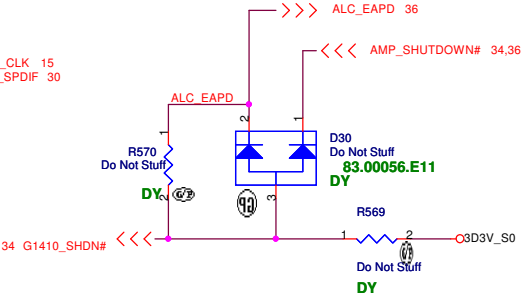 ALC_EAPD 36
AMP_SHUTDOWN# 34,36
_CLK 15
_SPDIF 30
ALC_EAPD
1
2
1
R570
Do Not Stuff
DY
2
G/P
D30
Do Not Stuff
83.00056.E11
DY
GP
3
R569
34 G1410_SHDN#
1
2
3D3V_S0
Do Not Stuff
DY